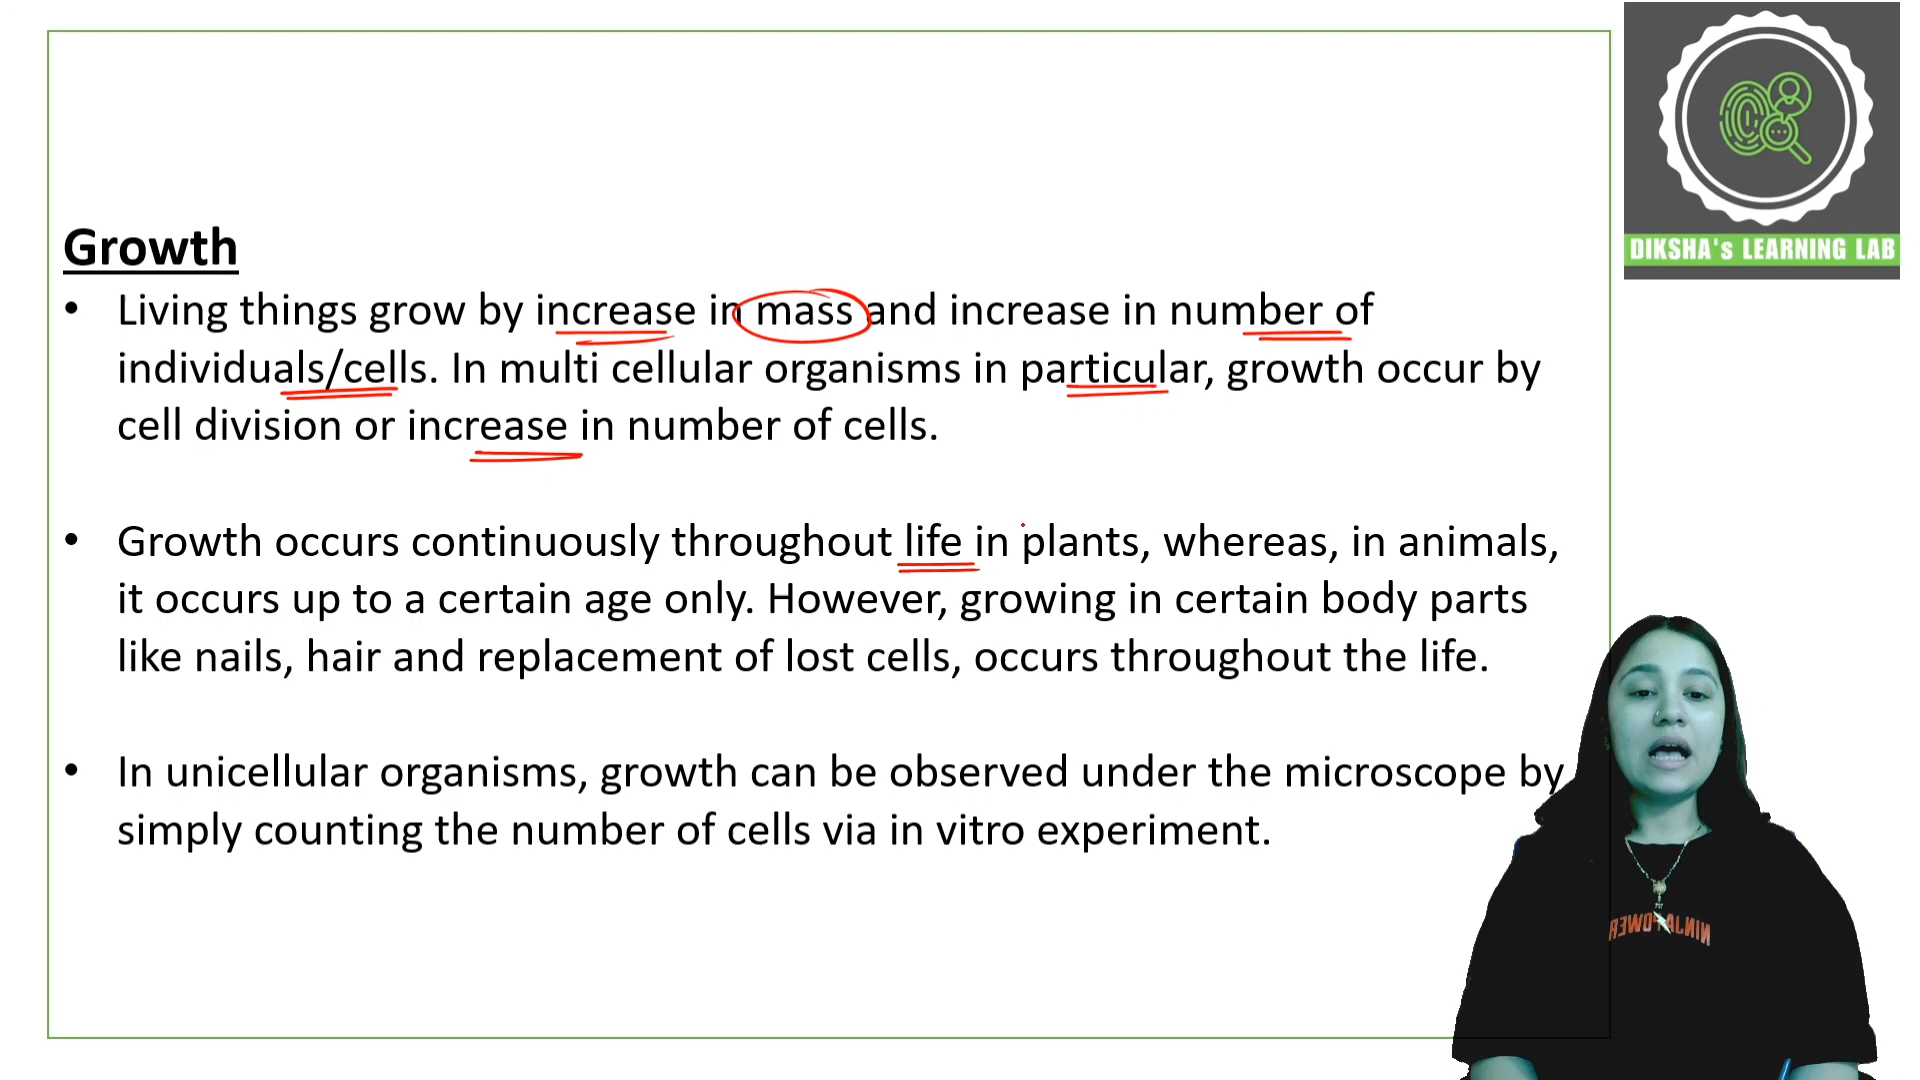 DIKSHA's LEARNING LAB
Growth
• Living things grow by increase in mass and increase in number of
individuals/cells. In multi cellular organisms in particular, growth occur by
cell division or increase in number of cells.
• Growth occurs continuously throughout life in plants, whereas, in animals,
it occurs up to a certain age only. However, growing in certain body parts
like nails, hair and replacement of lost cells, occurs throughout the life.
• In unicellular organisms, growth can be observed under the microscope by
simply counting the number of cells via in vitro experiment.
NINJA POWER